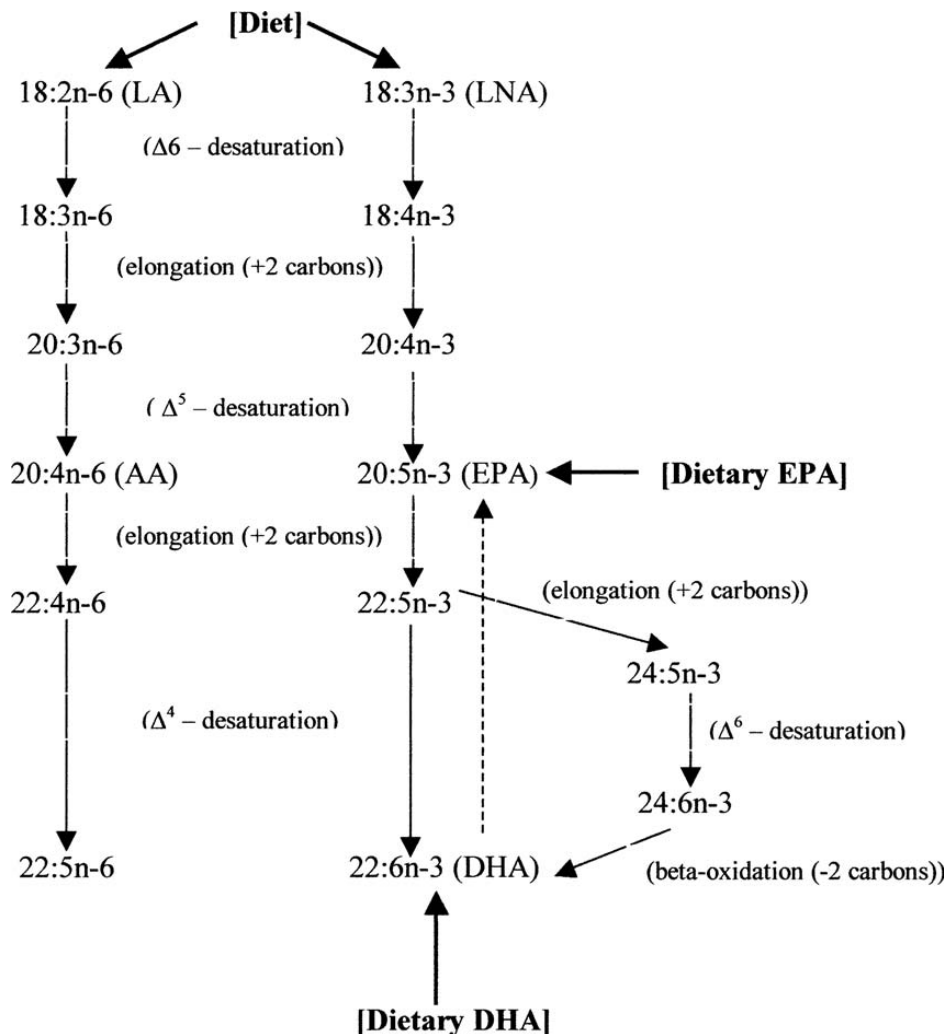 [Diet]
18:2n-6 (LA) 18:3n-3 (LNA)
(Δ6 – desaturation)
18:3n-6 18:4n-3
(elongation (+2 carbons))
20:3n-6 20:4n-3
(Δ⁵ – desaturation)
20:4n-6 (AA) 20:5n-3 (EPA) [Dietary EPA]
(elongation (+2 carbons))
22:4n-6 22:5n-3 (elongation (+2 carbons))
24:5n-3
(Δ⁴ – desaturation) (Δ⁶ – desaturation)
24:6n-3
22:5n-6 22:6n-3 (DHA) (beta-oxidation (-2 carbons))
[Dietary DHA]